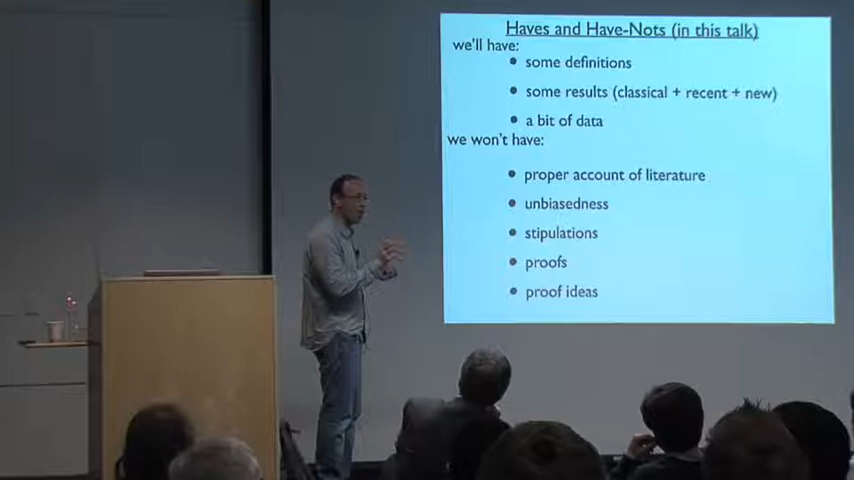 Haves and Have-Nots (in this talk)
we'll have:
• some definitions
• some results (classical + recent + new)
• a bit of data
we won't have:
• proper account of literature
• unbiasedness
• stipulations
• proofs
• proof ideas